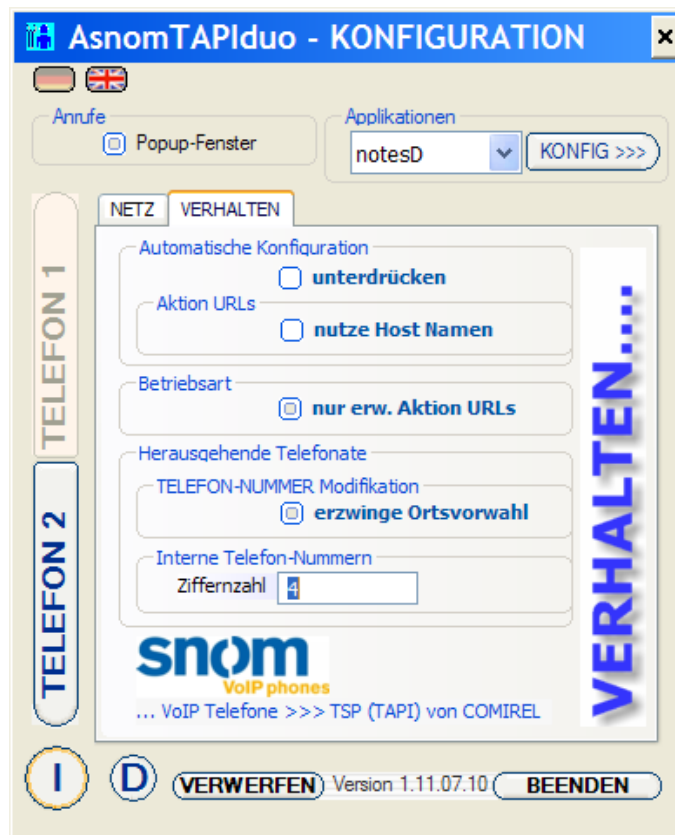 AsnomTAPIduo - KONFIGURATION
Anrufe
Popup-Fenster
Applikationen
notesD
KONFIG >>>
TELEFON 1
TELEFON 2
NETZ
VERHALTEN
Automatische Konfiguration
unterdrücken
Aktion URLs
nutze Host Namen
Betriebsart
nur erw. Aktion URLs
Herausgehende Telefonate
TELEFON-NUMMER Modifikation
erzwinge Ortsvorwahl
Interne Telefon-Nummern
Ziffernzahl 4
VERHALTEN....
snom
VoIP phones
... VoIP Telefone >>> TSP (TAPI) von COMIREL
I
D
VERWERFEN
Version 1.11.07.10
BEENDEN